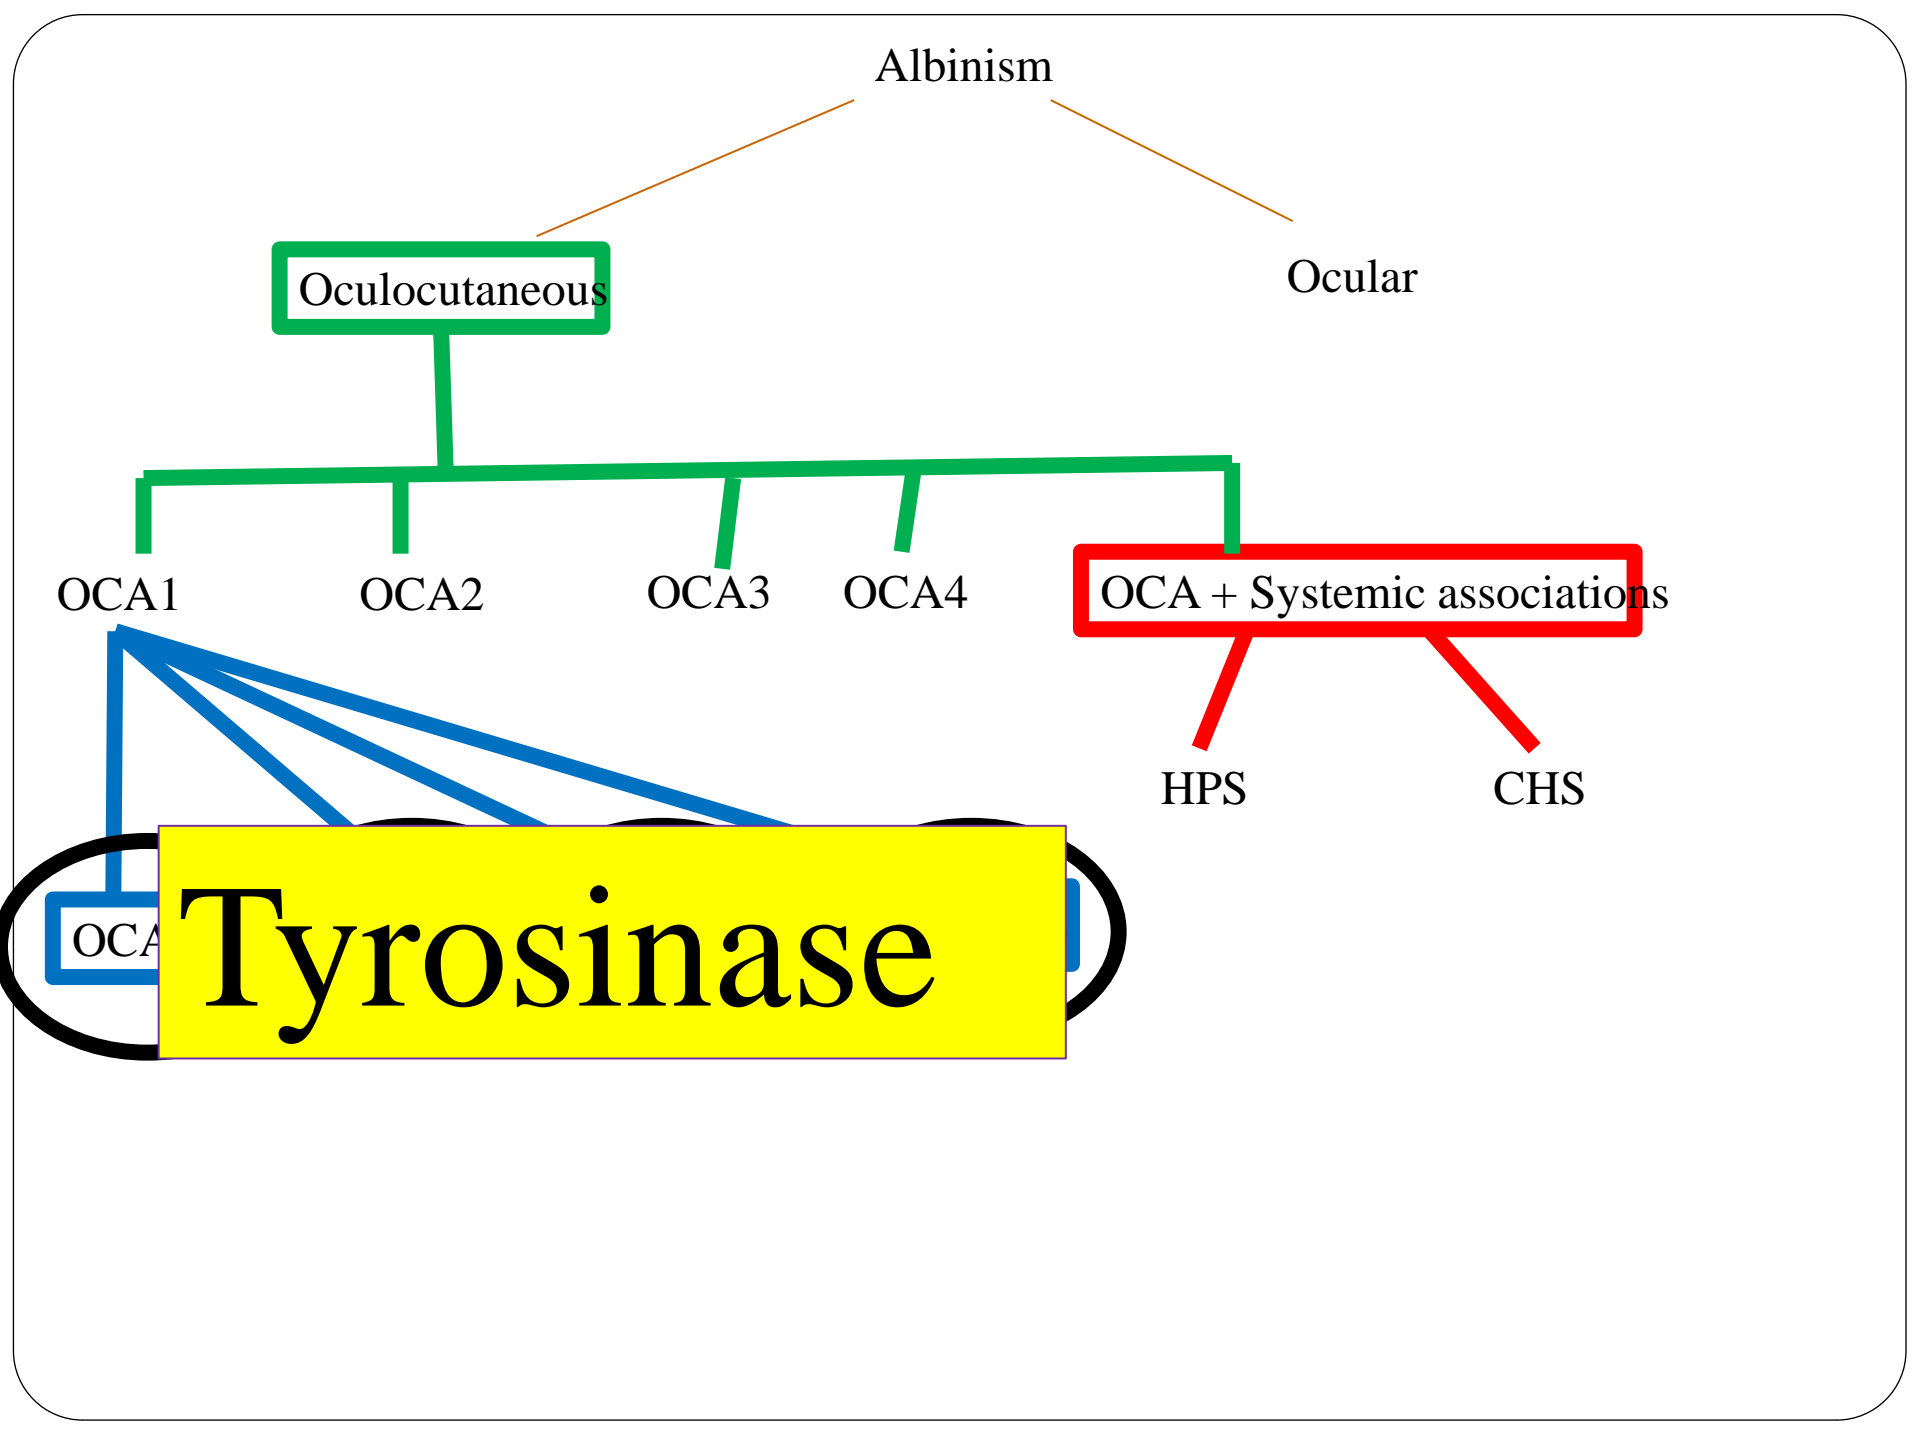 Albinism
Oculocutaneous
Ocular
OCA1
OCA2
OCA3
OCA4
OCA + Systemic associations
HPS
CHS
Tyrosinase